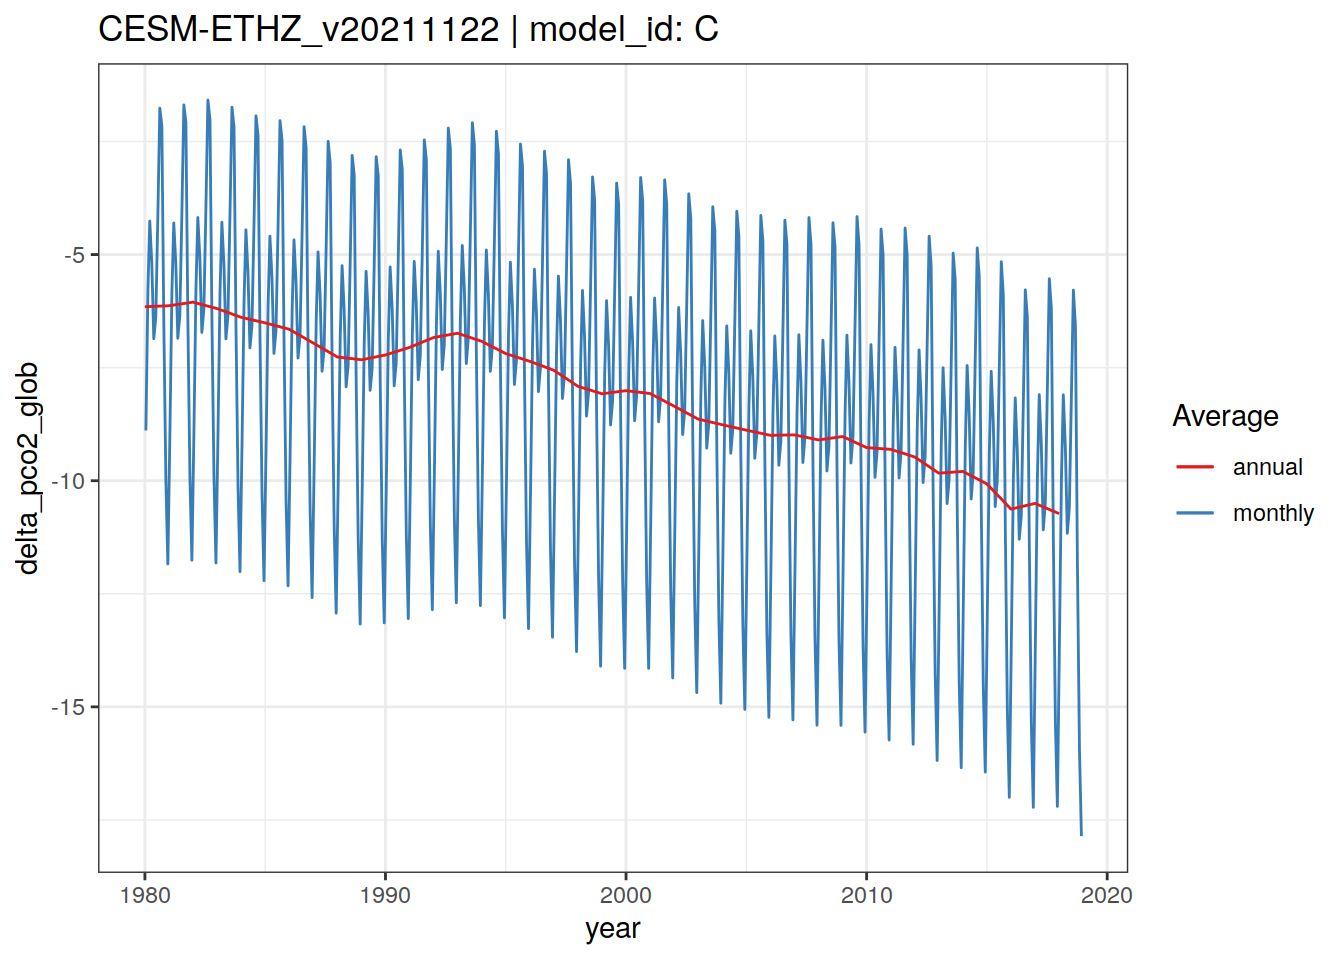 CESM-ETHZ_v20211122 | model_id: C
delta_pco2_glob
-5
-10
-15
1980
1990
2000
2010
2020
year
Average
annual
monthly